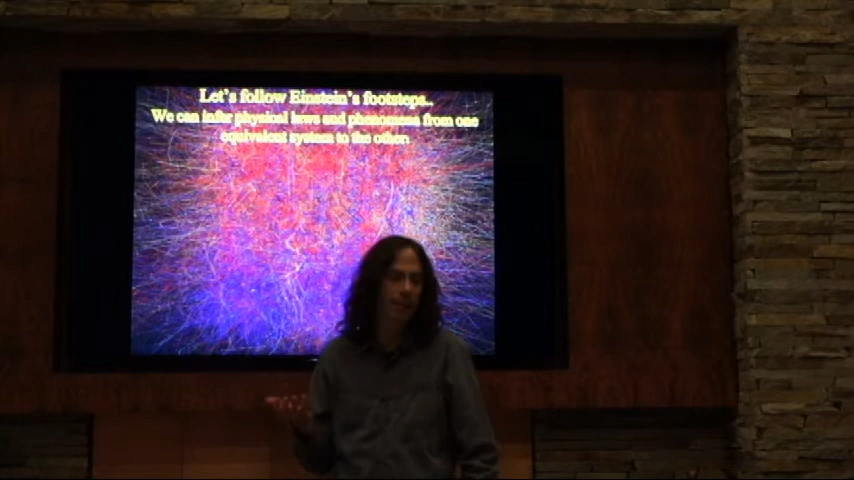 Let's follow Einstein's footsteps..
We can infer physical laws and phenomena from one
equivalent system to the other.